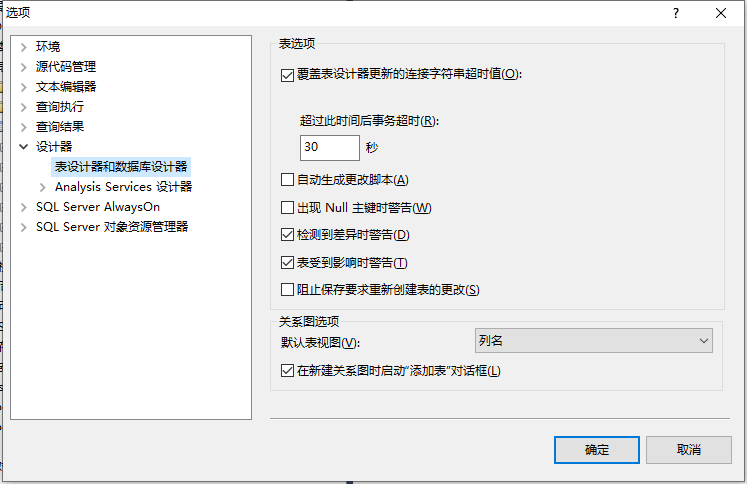 选项
环境
源代码管理
文本编辑器
查询执行
查询结果
设计器
表设计器和数据库设计器
Analysis Services 设计器
SQL Server AlwaysOn
SQL Server 对象资源管理器
表选项
覆盖表设计器更新的连接字符串超时值(O):
超过此时间后事务超时(R):
30 秒
自动生成更改脚本(A)
出现 Null 主键时警告(W)
检测到差异时警告(D)
表受到影响时警告(T)
阻止保存要求重新创建表的更改(S)
关系图选项
默认表视图(V): 列名
在新建关系图时启动"添加表"对话框(L)
确定 取消